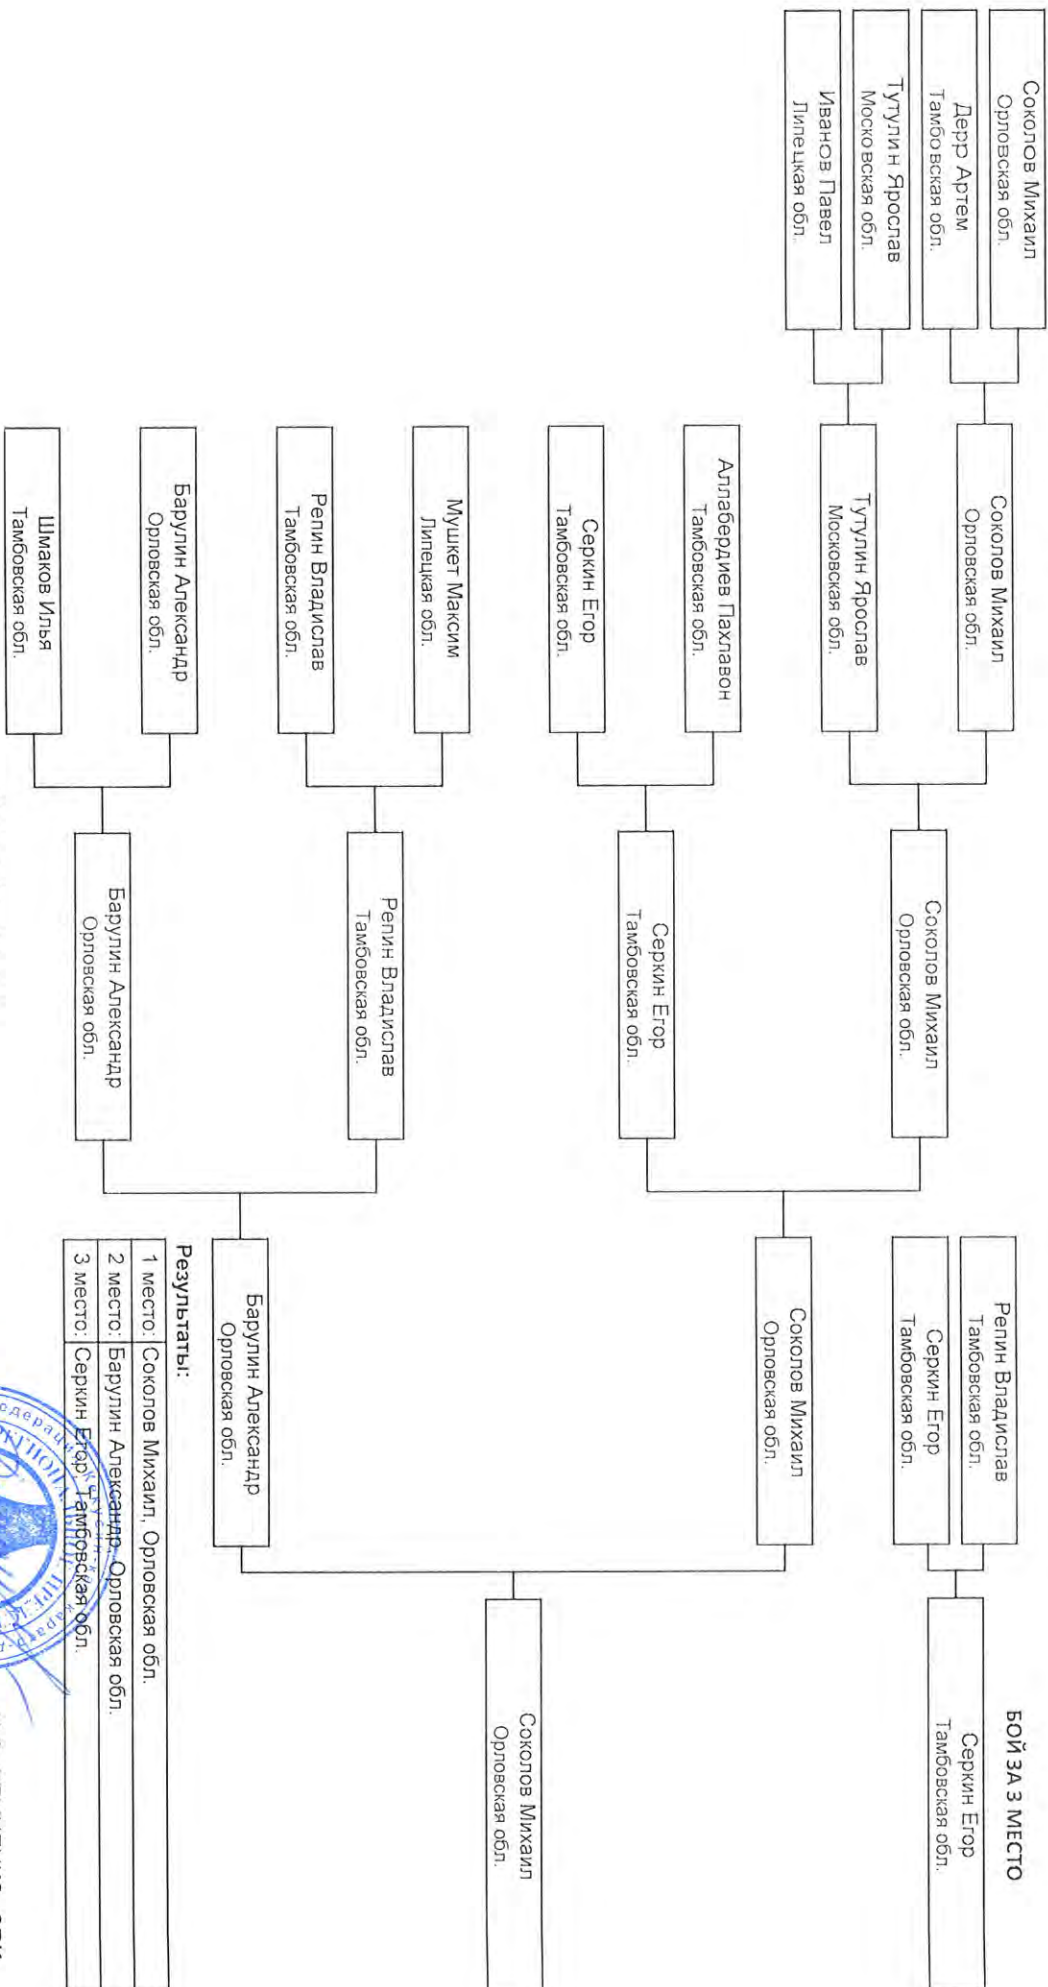 Соколов Михаил
Орловская обл.
Дерр Артем
Тамбовская обл.
Тутулин Ярослав
Московская обл.
Иванов Павел
Липецкая обл.
Соколов Михаил
Орловская обл.
Тутулин Ярослав
Московская обл.
Аллабердиев Пахлавон
Тамбовская обл.
Серкин Егор
Тамбовская обл.
Мушкет Максим
Липецкая обл.
Репин Владислав
Тамбовская обл.
Барулин Александр
Орловская обл.
Шмаков Илья
Тамбовская обл.
Соколов Михаил
Орловская обл.
Серкин Егор
Тамбовская обл.
Репин Владислав
Тамбовская обл.
Барулин Александр
Орловская обл.
Репин Владислав
Тамбовская обл.
Серкин Егор
Тамбовская обл.
Соколов Михаил
Орловская обл.
Барулин Александр
Орловская обл.
БОЙ ЗА 3 МЕСТО
Серкин Егор
Тамбовская обл.
Соколов Михаил
Орловская обл.
Результаты:
1 место: Соколов Михаил, Орловская обл.
2 место: Барулин Александр, Орловская обл.
3 место: Серкин Егор, Тамбовская обл.